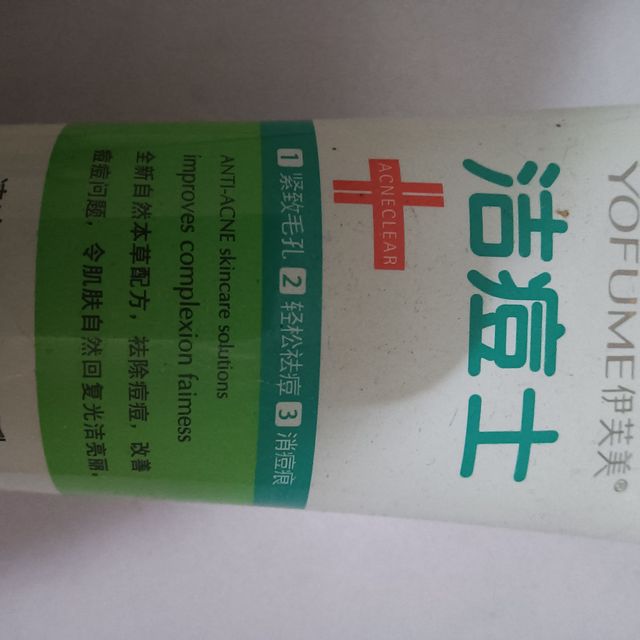 YOFUME伊芙美®
洁痘士
ACNECLEAR
1 紧致毛孔 2 轻松祛痘 3 消痘痕
ANTI-ACNE skincare solutions
improves complexion fairness
全新自然本草配方，祛除痘痘，改善
痘痘问题，令肌肤自然回复光洁亮丽，